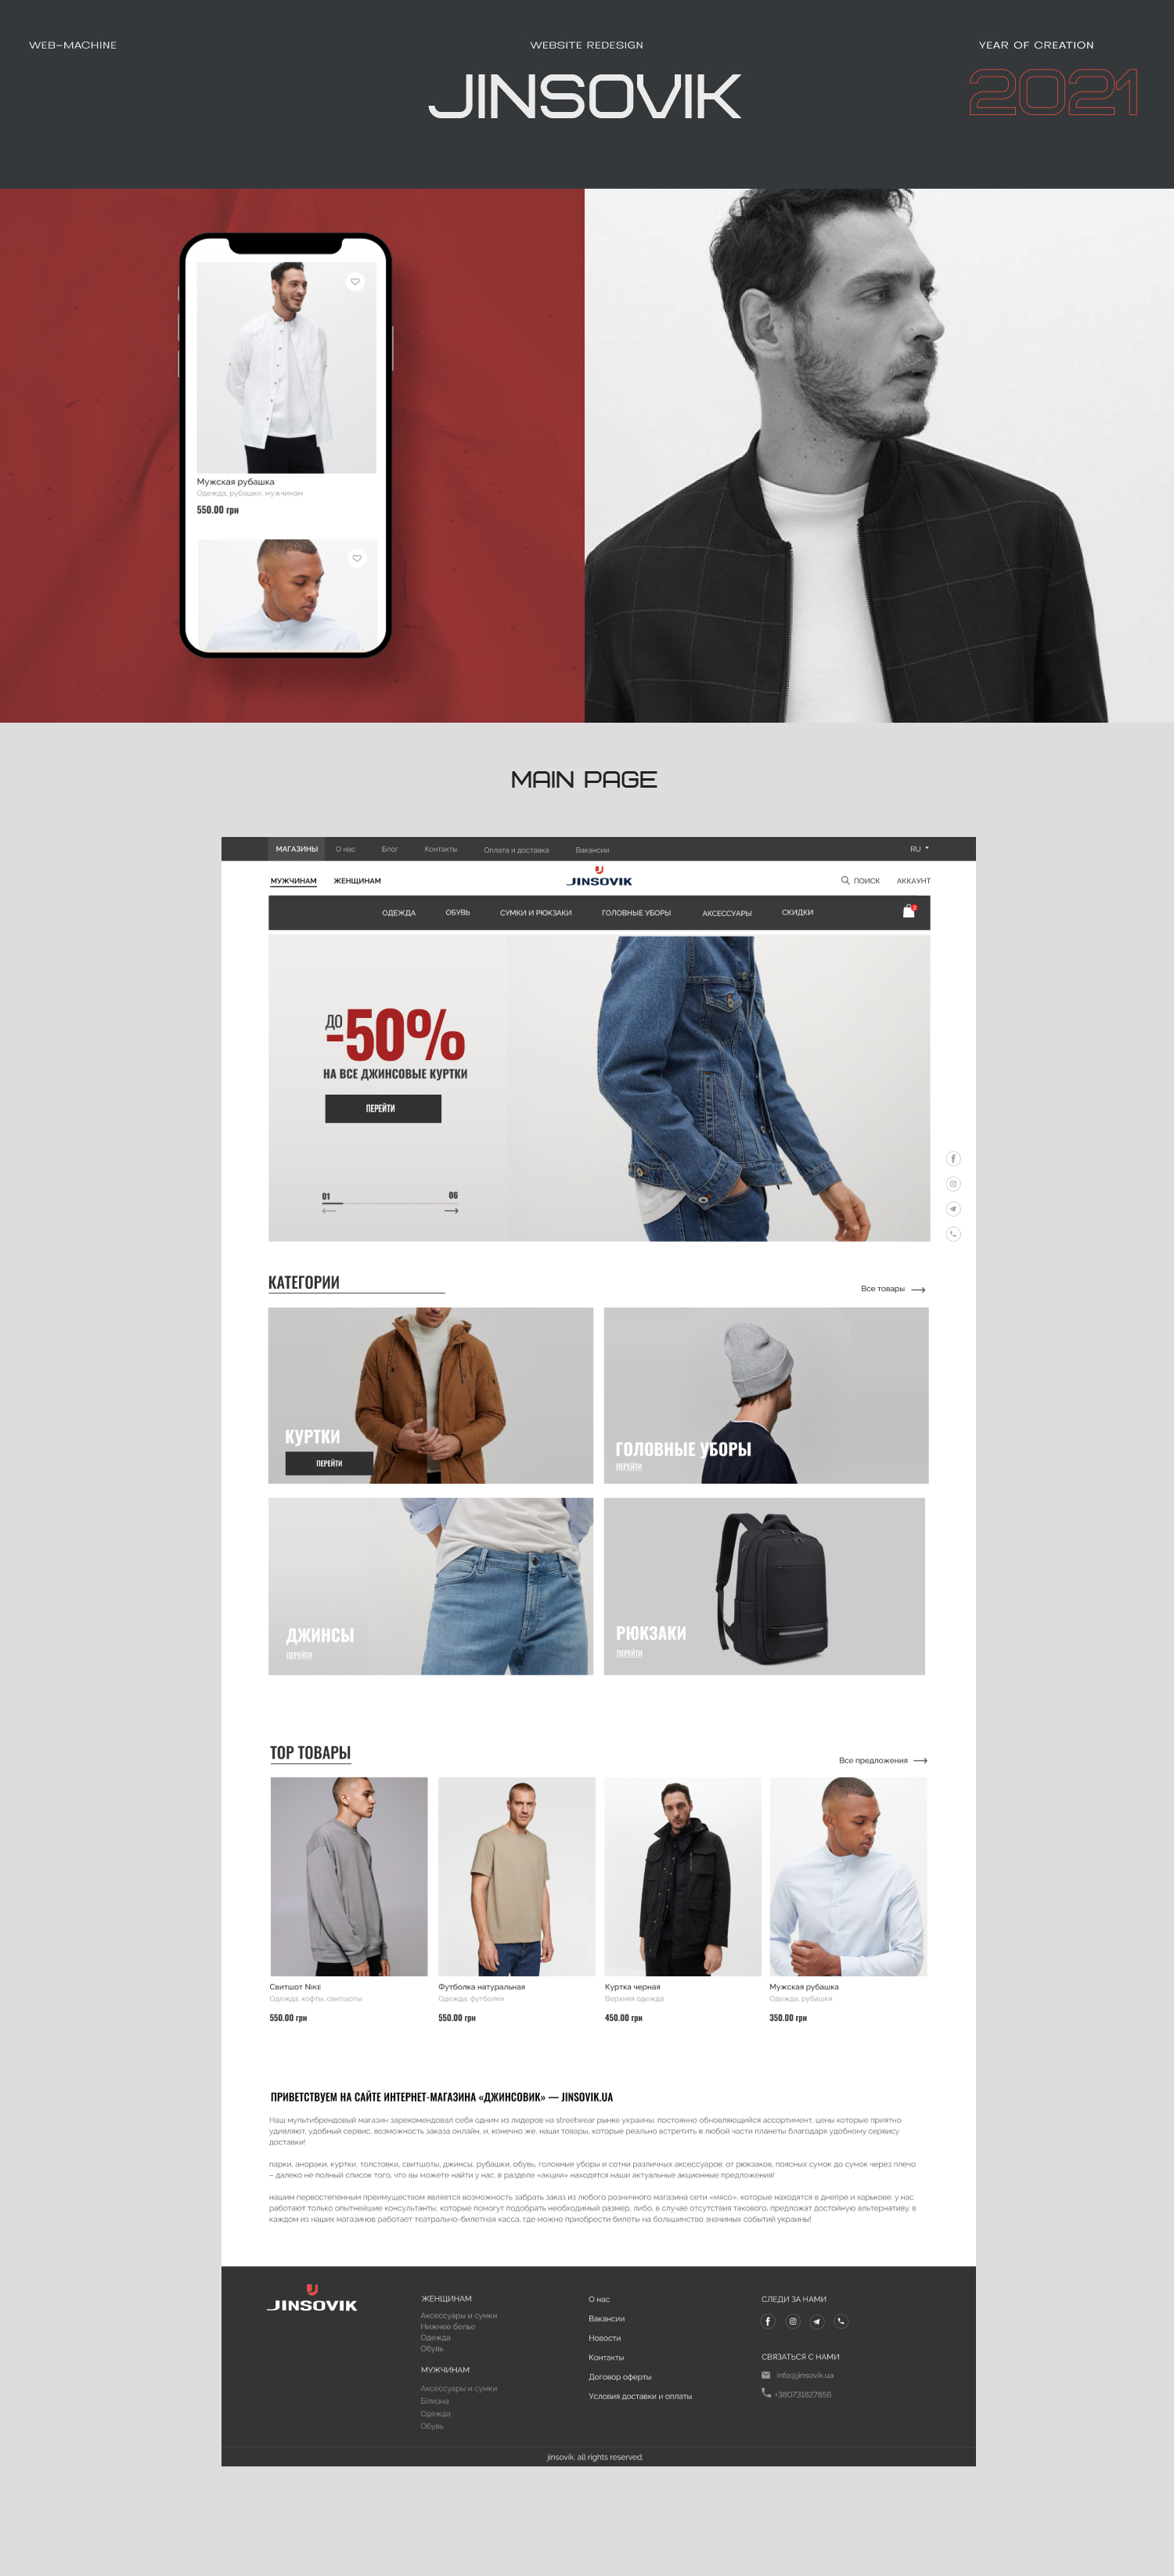 WEB-MACHINE
WEBSITE REDESIGN
YEAR OF CREATION
JINSOVIK
2021
Мужская рубашка
Одежда, рубашки, мужчинам
550.00 грн
MAIN PAGE
МАГАЗИНЫ О нас Блог Контакты Оплата и доставка Вакансии RU
МУЖЧИНАМ ЖЕНЩИНАМ JINSOVIK ПОИСК АККАУНТ
ОДЕЖДА ОБУВЬ СУМКИ И РЮКЗАКИ ГОЛОВНЫЕ УБОРЫ АКСЕССУАРЫ СКИДКИ 2
ДО
-50%
НА ВСЕ ДЖИНСОВЫЕ КУРТКИ
ПЕРЕЙТИ
01 06
КАТЕГОРИИ
Все товары
КУРТКИ
ПЕРЕЙТИ
ГОЛОВНЫЕ УБОРЫ
ПЕРЕЙТИ
ДЖИНСЫ
ПЕРЕЙТИ
РЮКЗАКИ
ПЕРЕЙТИ
TOP ТОВАРЫ
Все предложения
Свитшот Nike
Одежда, кофты, свитшоты
550.00 грн
Футболка натуральная
Одежда, футболки
550.00 грн
Куртка черная
Верхняя одежда
450.00 грн
Мужская рубашка
Одежда, рубашки
350.00 грн
ПРИВЕТСТВУЕМ НА САЙТЕ ИНТЕРНЕТ-МАГАЗИНА «ДЖИНСОВИК» — JINSOVIK.UA
Наш мультибрендовый магазин зарекомендовал себя одним из лидеров на streetwear рынке украины. постоянно обновляющийся ассортимент, цены которые приятно
удивляют, удобный сервис, возможность заказа онлайн, и, конечно же, наши товары, которые реально встретить в любой части планеты благодаря удобному сервису
доставки!
парки, анораки, куртки, толстовки, свитшоты, джинсы, рубашки, обувь, головные уборы и сотни различных аксессуаров: от рюкзаков, поясных сумок до сумок через плечо
– далеко не полный список того, что вы можете найти у нас. в разделе «акции» находятся наши актуальные акционные предложения!
нашим первостепенным преимуществом является возможность забрать заказ из любого розничного магазина сети «мясо», которые находятся в днепре и харькове. у нас
работают только опытнейшие консультанты, которые помогут подобрать необходимый размер, либо, в случае отсутствия такового, предложат достойную альтернативу. в
каждом из наших магазинов работает театрально-билетная касса, где можно приобрести билеты на большинство значимых событий украины!
JINSOVIK
ЖЕНЩИНАМ
Аксессуары и сумки
Нижнее белье
Одежда
Обувь
МУЖЧИНАМ
Аксессуары и сумки
Білизна
Одежда
Обувь
О нас
Вакансии
Новости
Контакты
Договор оферты
Условия доставки и оплаты
СЛЕДИ ЗА НАМИ
СВЯЗАТЬСЯ С НАМИ
info@jinsovik.ua
+380731827856
jinsovik. all rights reserved.